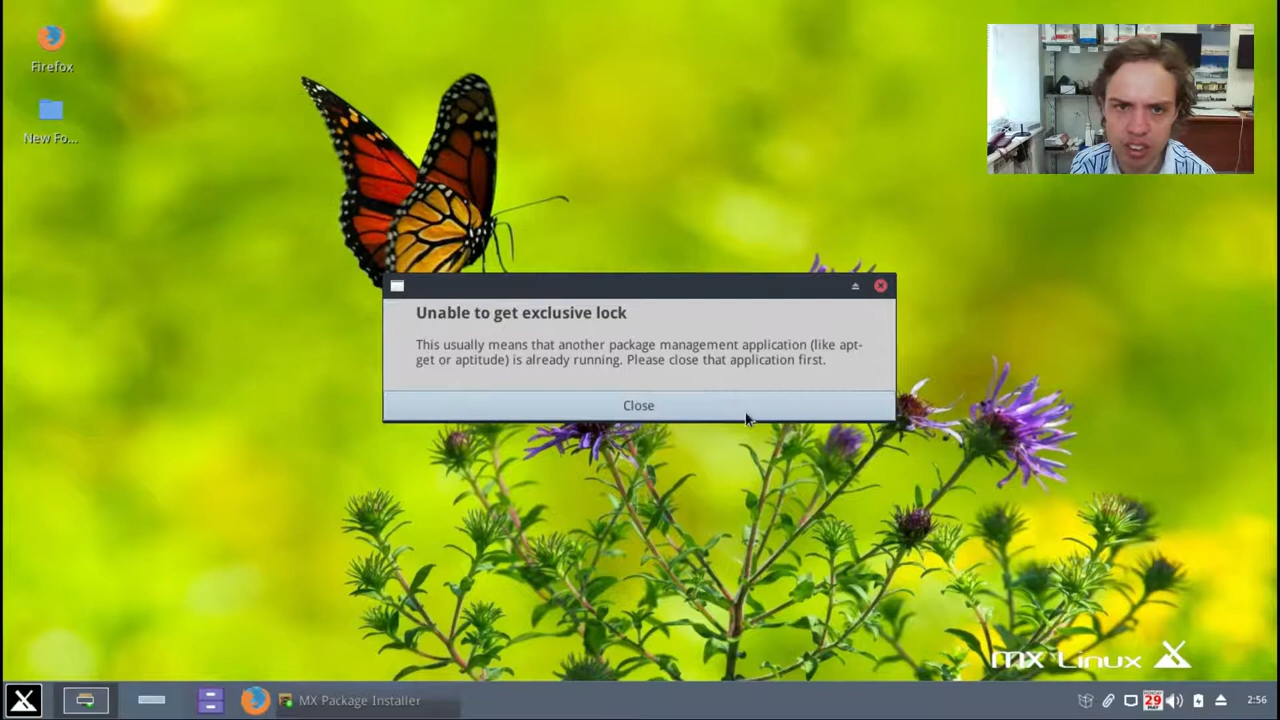 Firefox
New Fo...
Unable to get exclusive lock
This usually means that another package management application (like apt-
get or aptitude) is already running. Please close that application first.
Close
MX Linux
MX Package Installer
29
2:56